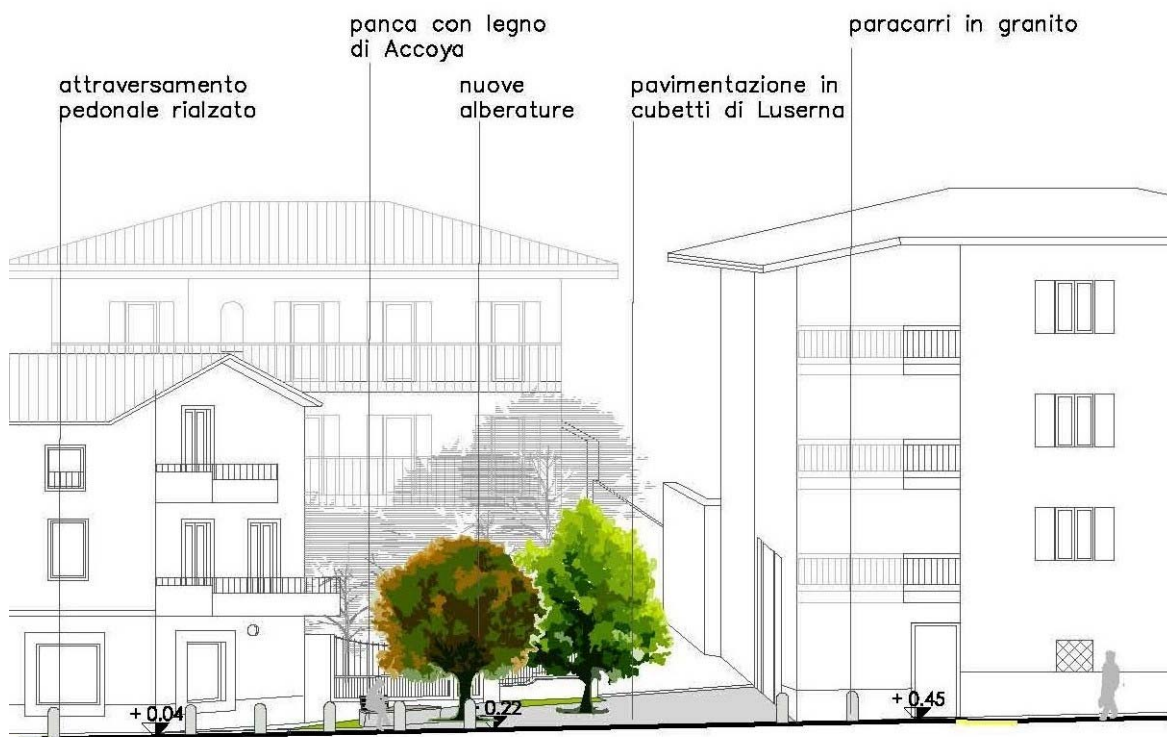 panca con legno
di Accoya
paracarri in granito
attraversamento
pedonale rialzato
nuove
alberature
pavimentazione in
cubetti di Luserna
+ 0.04
0.22
+ 0.45